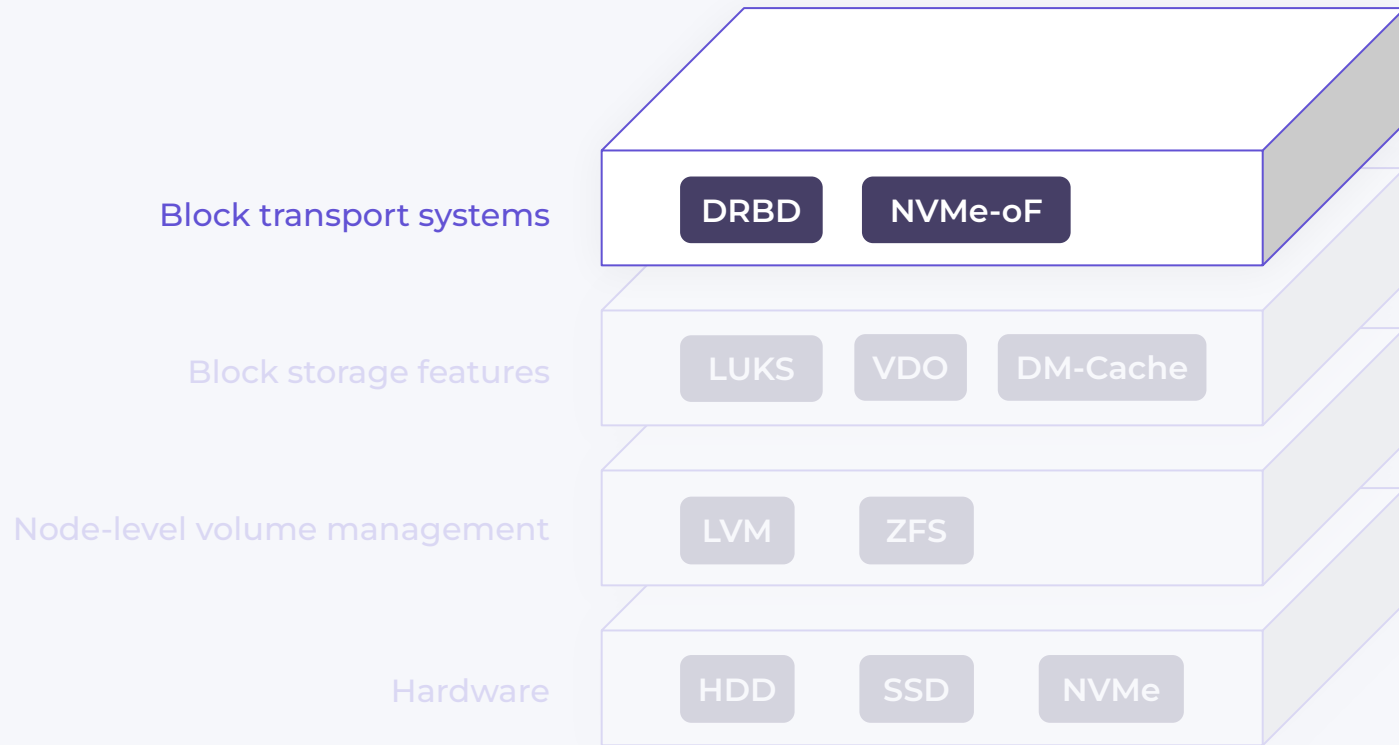 Block transport systems
DRBD NVMe-oF
Block storage features
LUKS VDO DM-Cache
Node-level volume management
LVM ZFS
Hardware
HDD SSD NVMe